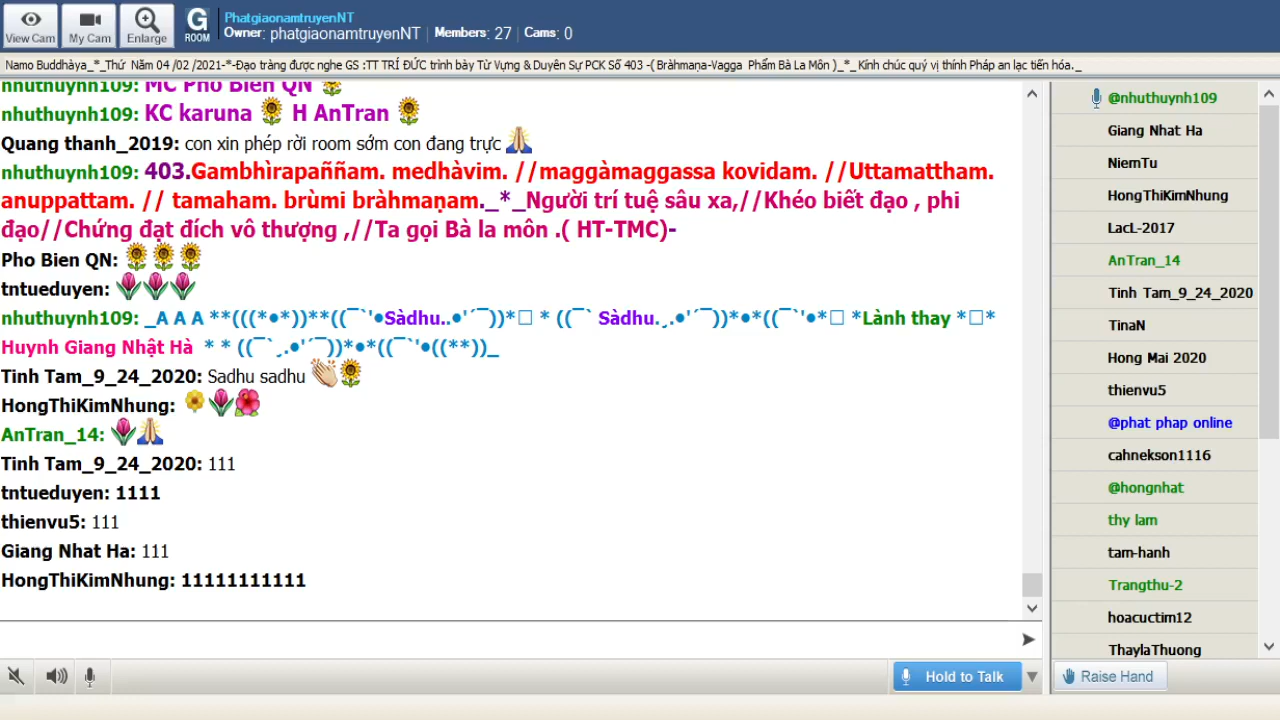 PhatgiaonamtruyenNT
Owner: phatgiaonamtruyenNT | Members: 27 | Cams: 0
View Cam
My Cam
Enlarge
G
ROOM
Namo Buddhàya_*_Thứ Năm 04 /02 /2021-*-Đạo tràng được nghe GS :TT TRÍ ĐỨC trình bày Từ Vựng & Duyên Sự PCK Số 403 -( Bràhmaṇa-Vagga Phẩm Bà La Môn )_*_Kính chúc quý vị thính Pháp an lạc tiến hóa._
nhuthuynh109: MC Pho Bien QN
nhuthuynh109: KC karuna H AnTran
Quang thanh_2019: con xin phép rời room sớm con đang trực
nhuthuynh109: 403.Gambhìrapaññam. medhàvim. //maggàmaggassa kovidam. //Uttamattham.
anuppattam. // tamaham. brùmi bràhmaṇam._*_Người trí tuệ sâu xa,//Khéo biết đạo , phi
đạo//Chứng đạt đích vô thượng ,//Ta gọi Bà la môn .( HT-TMC)-
Pho Bien QN:
tntueduyen:
nhuthuynh109: _A A A **(((*•*))**((¯`'•Sàdhu..•'´¯))*□ * ((¯` Sàdhu.¸.•'´¯))*•*((¯`'•*□ *Lành thay *□*
Huynh Giang Nhật Hà * * ((¯`¸.•'´¯))*•*((¯`'•((**))_
Tinh Tam_9_24_2020: Sadhu sadhu
HongThiKimNhung:
AnTran_14:
Tinh Tam_9_24_2020: 111
tntueduyen: 1111
thienvu5: 111
Giang Nhat Ha: 111
HongThiKimNhung: 11111111111
Hold to Talk
@nhuthuynh109
Giang Nhat Ha
NiemTu
HongThiKimNhung
LacL-2017
AnTran_14
Tinh Tam_9_24_2020
TinaN
Hong Mai 2020
thienvu5
@phat phap online
cahnekson1116
@hongnhat
thy lam
tam-hanh
Trangthu-2
hoacuctim12
ThaylaThuong
Raise Hand